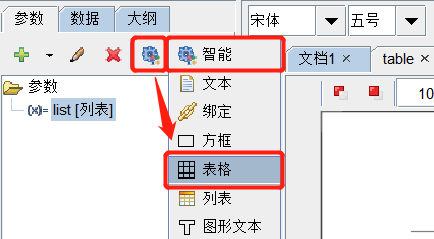 参数 数据 大纲 宋体 五号
智能 文档1 × table ×
参数 文本 10
(x)= list [列表] 绑定
方框
表格
列表
图形文本